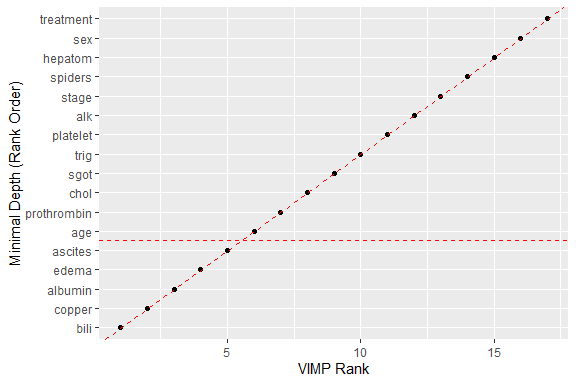 Minimal Depth (Rank Order)
treatment
sex
hepatom
spiders
stage
alk
platelet
trig
sgot
chol
prothrombin
age
ascites
edema
albumin
copper
bili
5 10 15
VIMP Rank